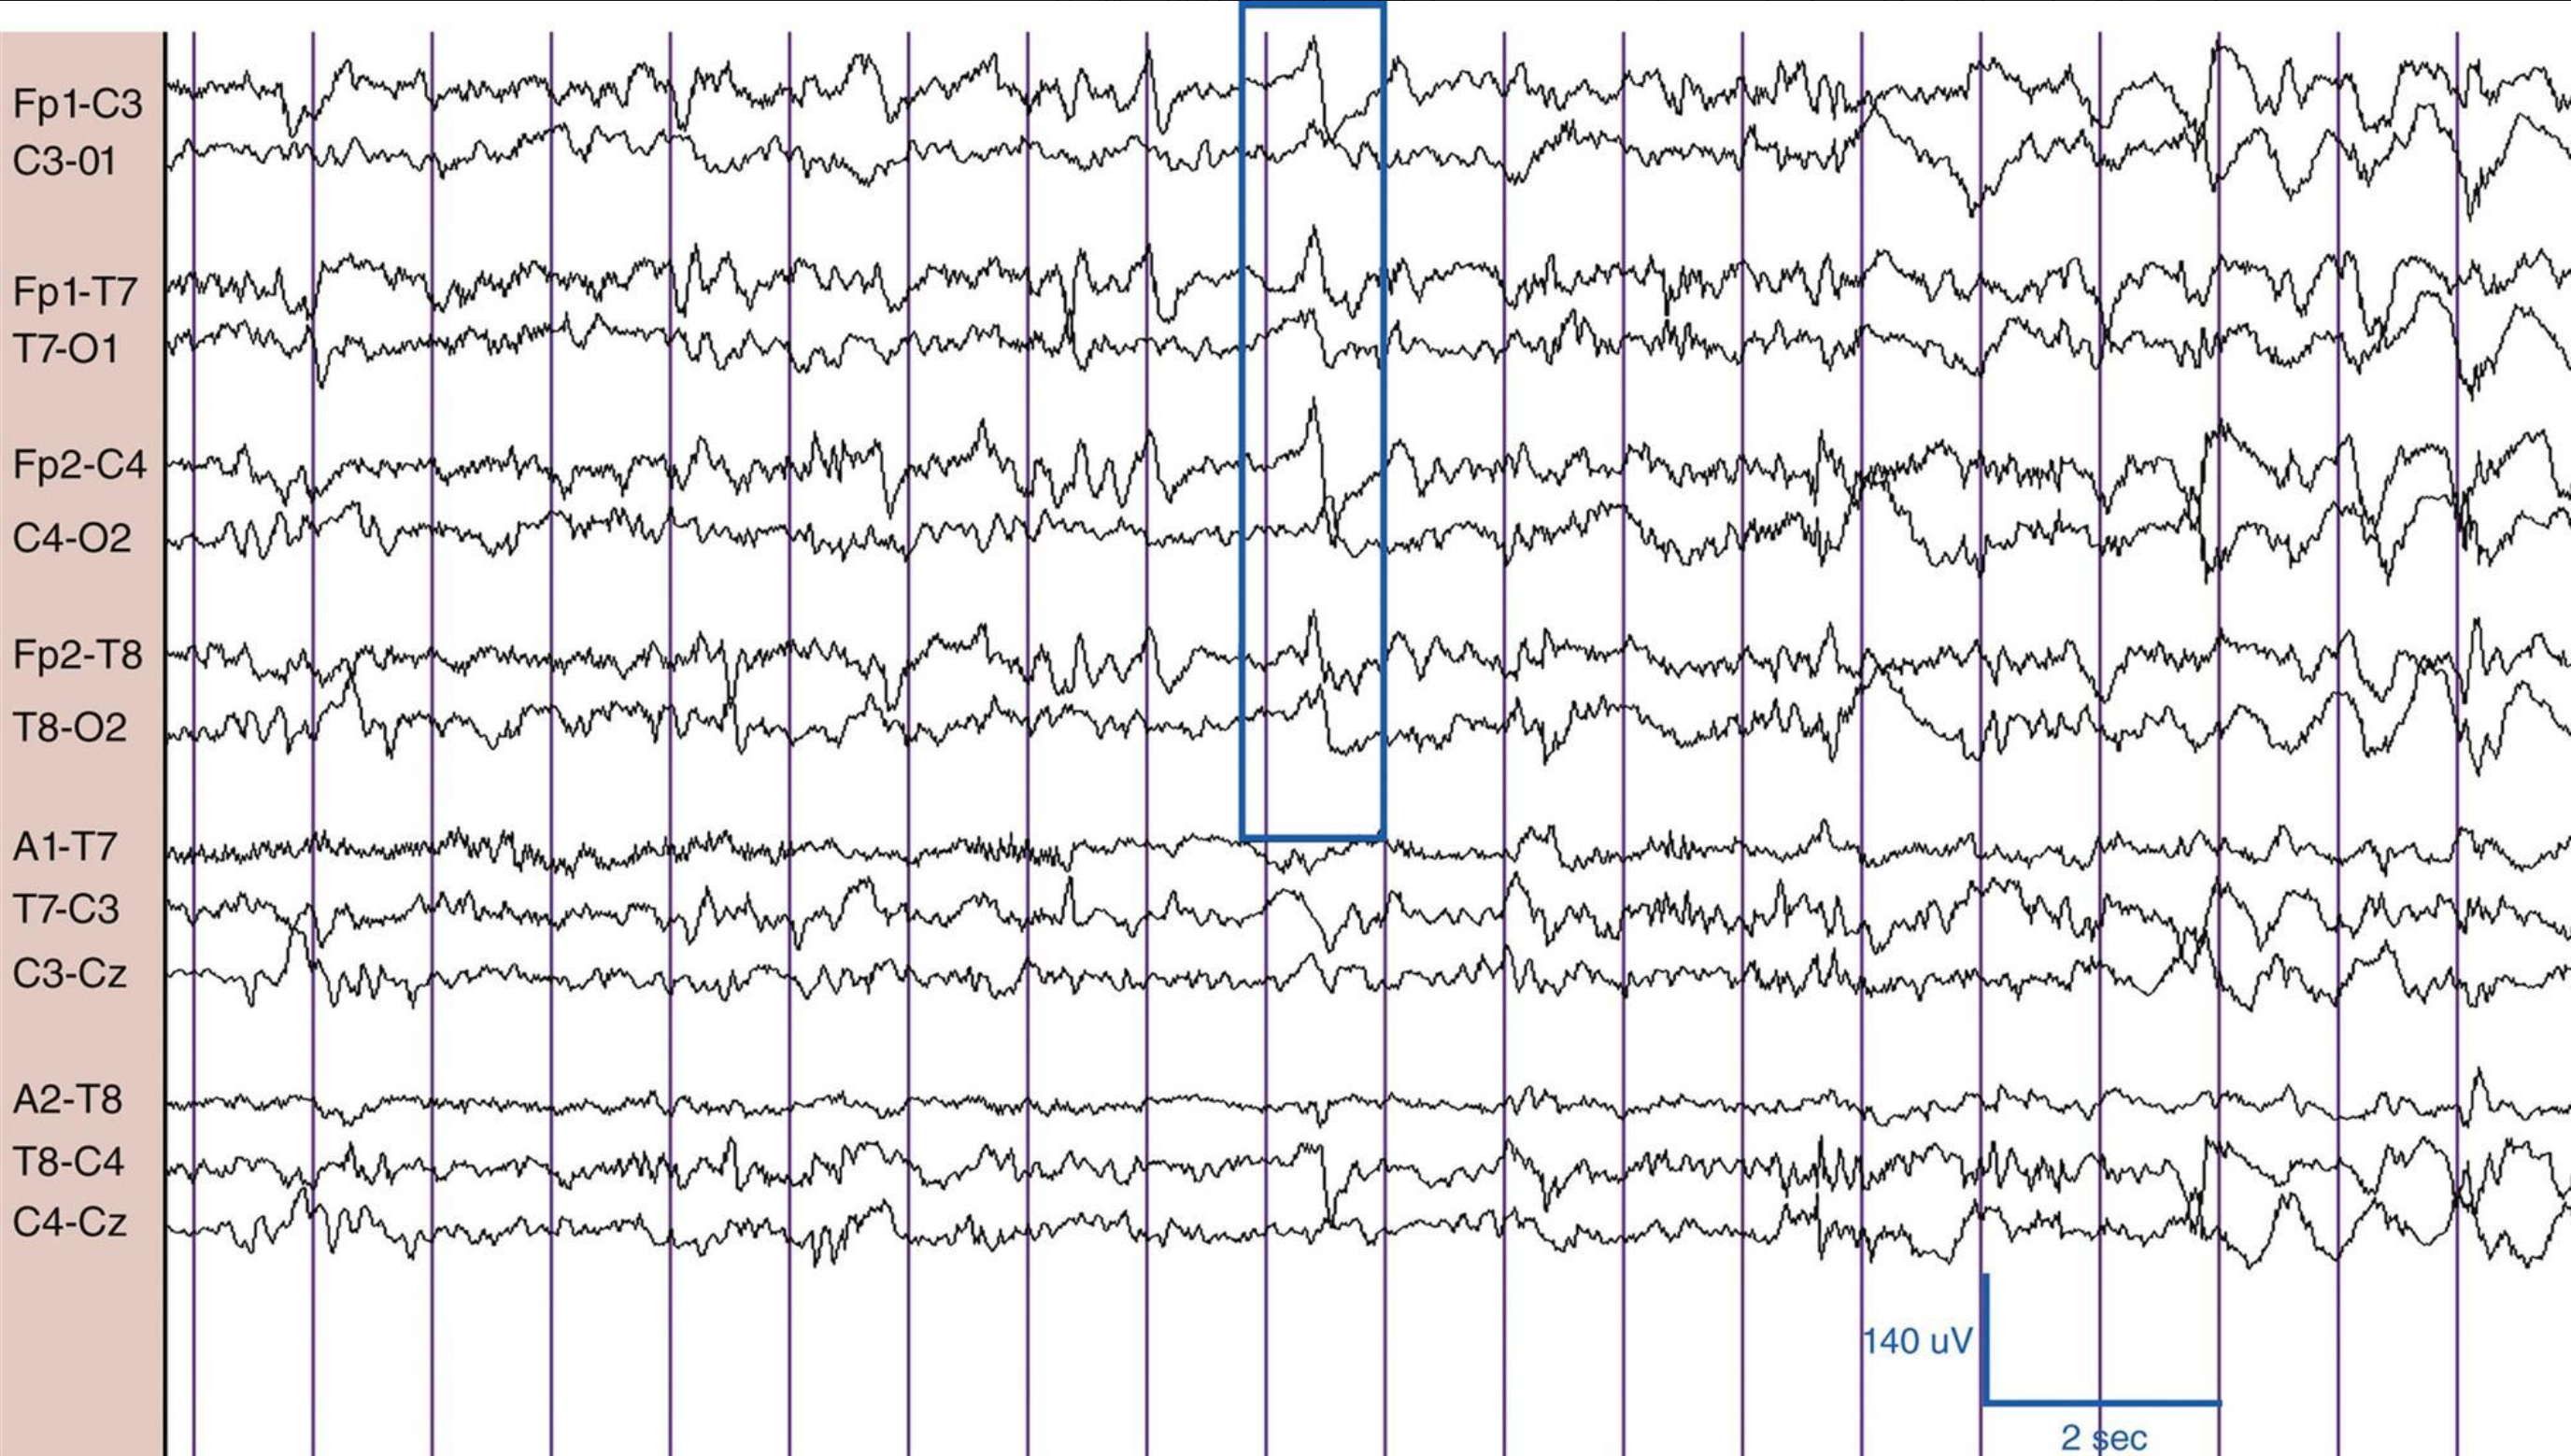 Fp1-C3
C3-01
Fp1-T7
T7-O1
Fp2-C4
C4-O2
Fp2-T8
T8-O2
A1-T7
T7-C3
C3-Cz
A2-T8
T8-C4
C4-Cz
140 uV
2 sec